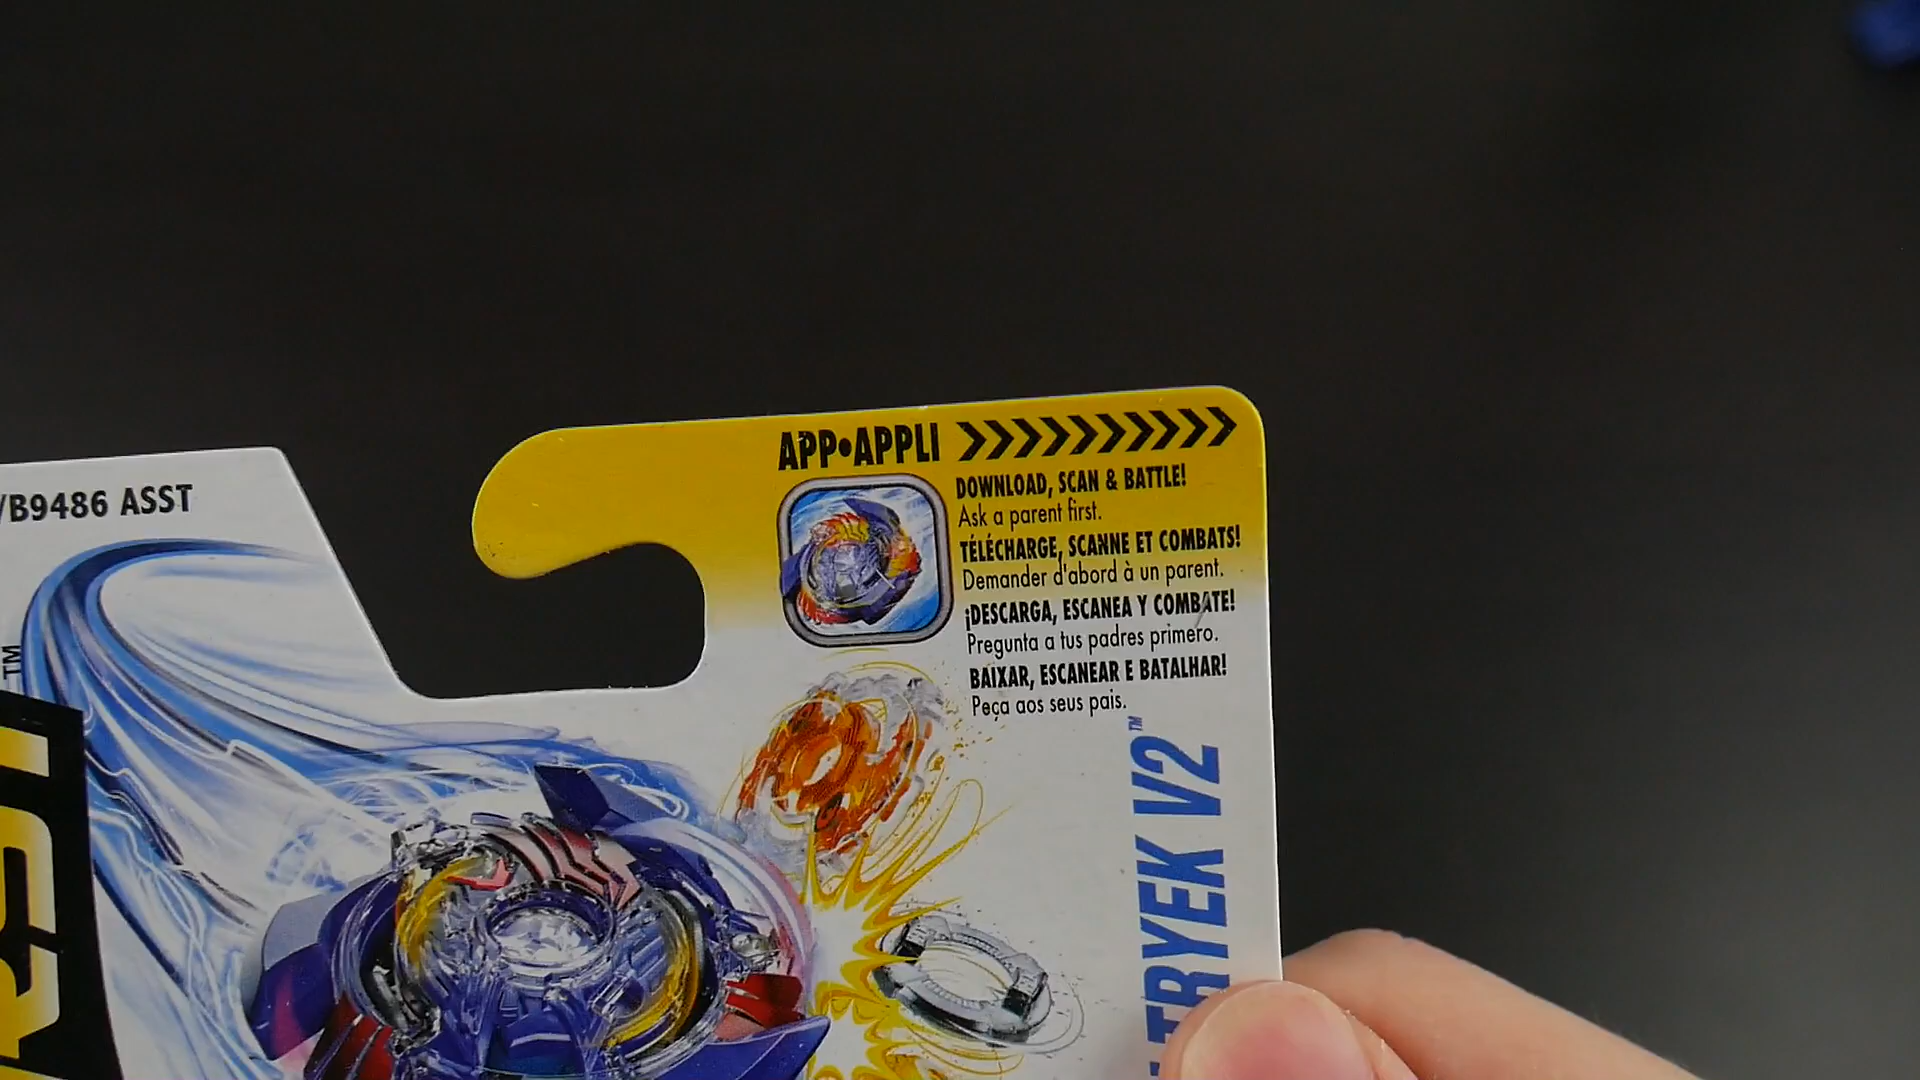 /B9486 ASST
APP•APPLI
DOWNLOAD, SCAN & BATTLE!
Ask a parent first.
TÉLÉCHARGE, SCANNE ET COMBATS!
Demander d'abord à un parent.
¡DESCARGA, ESCANEA Y COMBATE!
Pregunta a tus padres primero.
BAIXAR, ESCANEAR E BATALHAR!
Peça aos seus pais.
TRYEK V2™
™